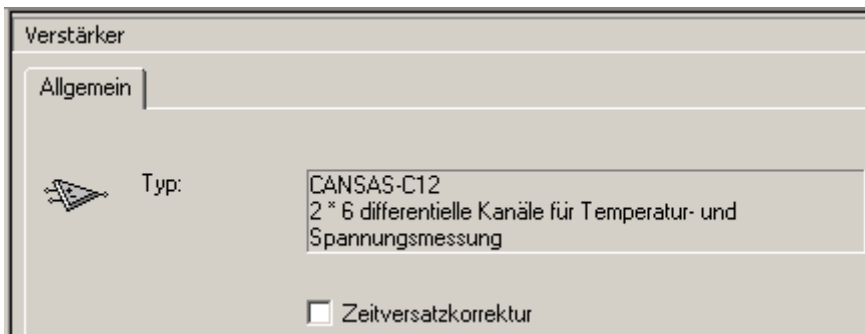 Verstärker
Allgemein
Typ:
CANSAS-C12
2 * 6 differentielle Kanäle für Temperatur- und
Spannungsmessung
Zeitversatzkorrektur